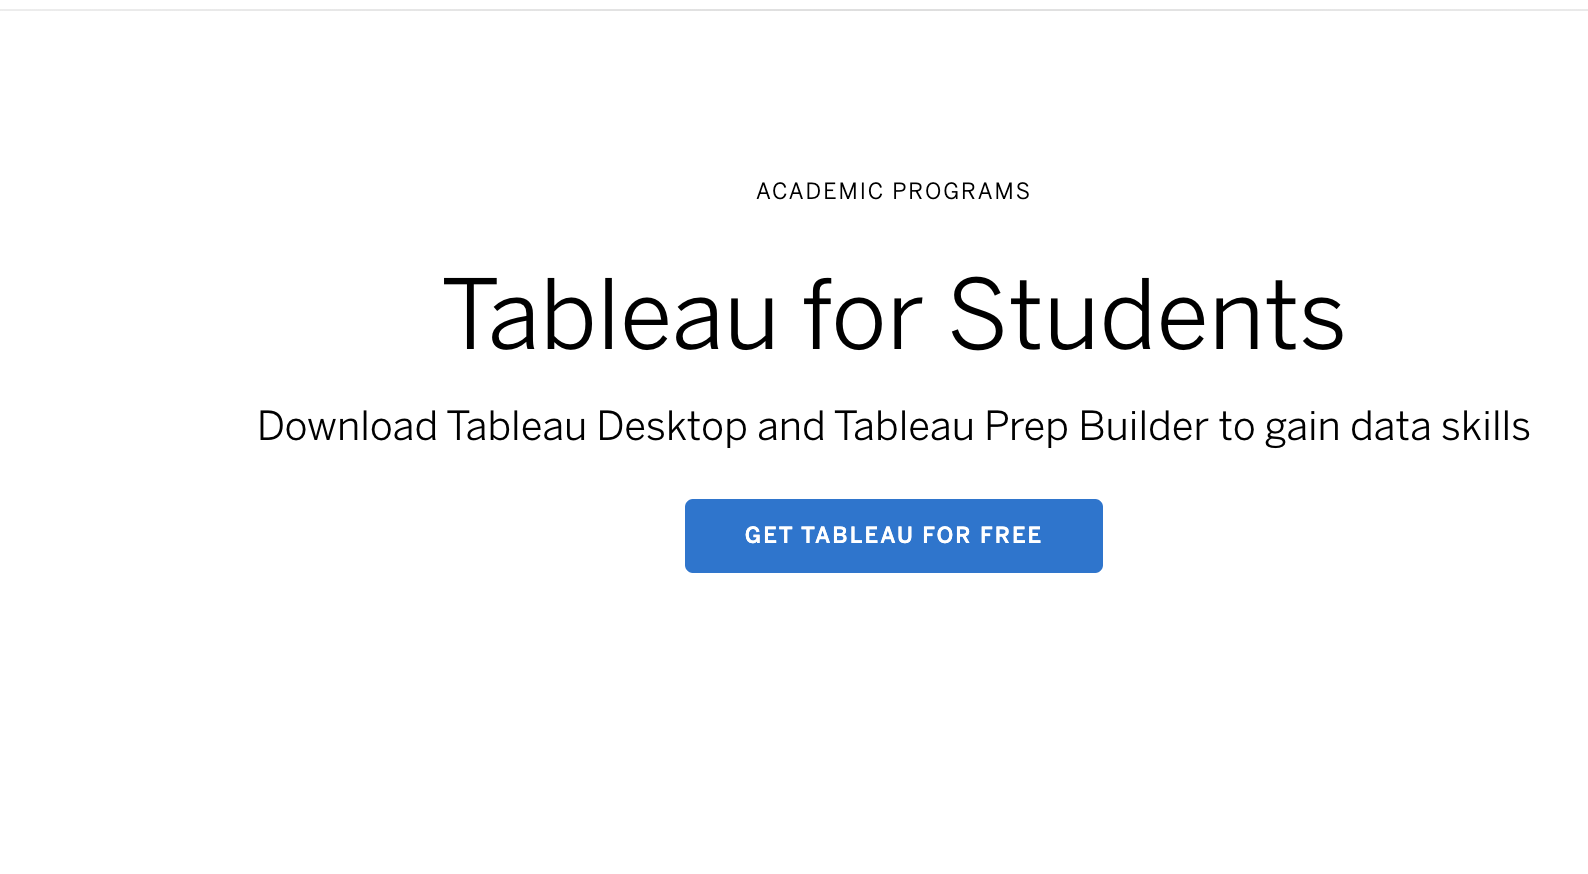 ACADEMIC PROGRAMS
Tableau for Students
Download Tableau Desktop and Tableau Prep Builder to gain data skills
GET TABLEAU FOR FREE